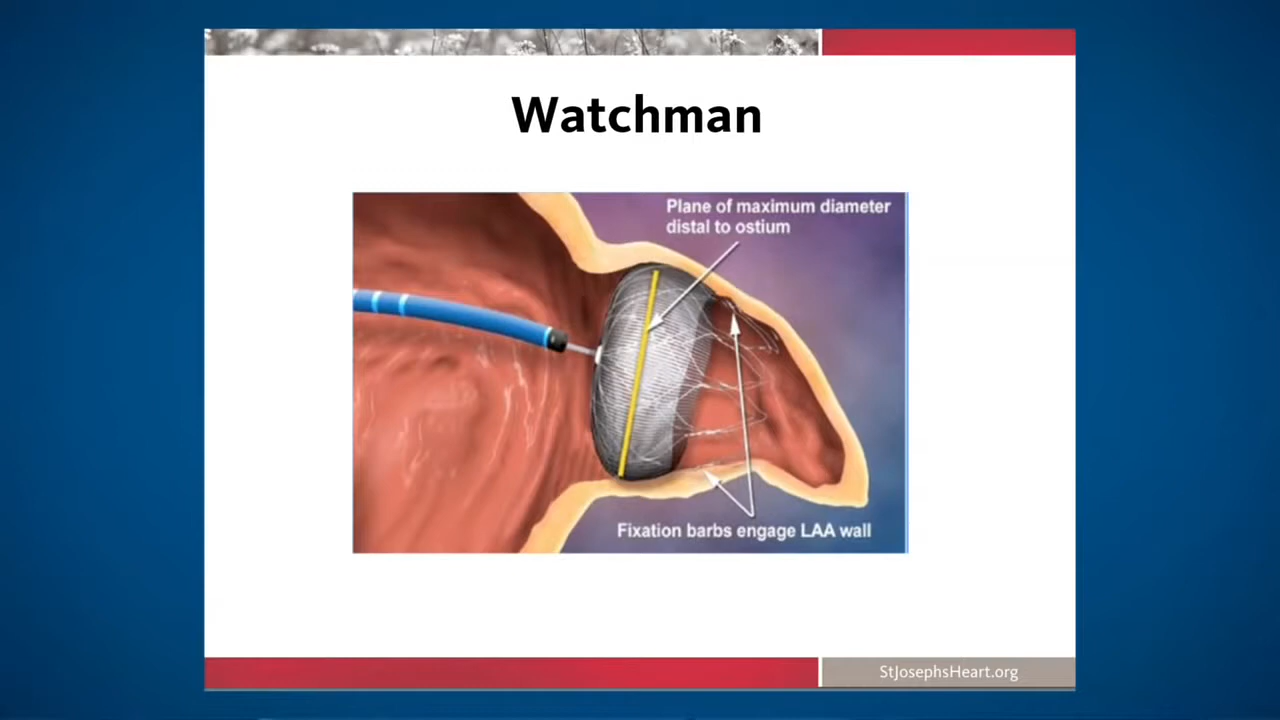 Watchman
Plane of maximum diameter
distal to ostium
Fixation barbs engage LAA wall
StJosephsHeart.org